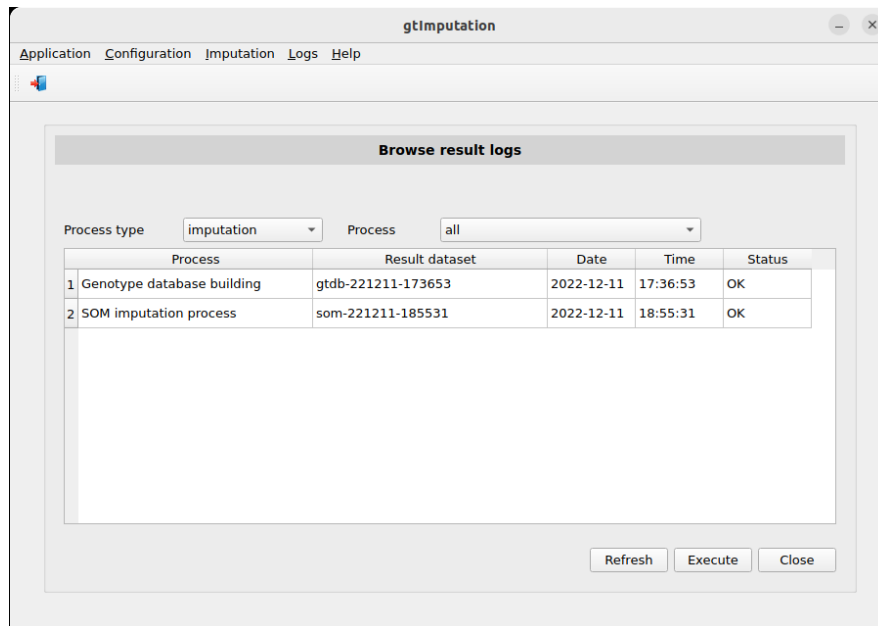 gtImputation
Application Configuration Imputation Logs Help
Browse result logs
Process type imputation Process all
Process Result dataset Date Time Status
1 Genotype database building gtdb-221211-173653 2022-12-11 17:36:53 OK
2 SOM imputation process som-221211-185531 2022-12-11 18:55:31 OK
Refresh Execute Close